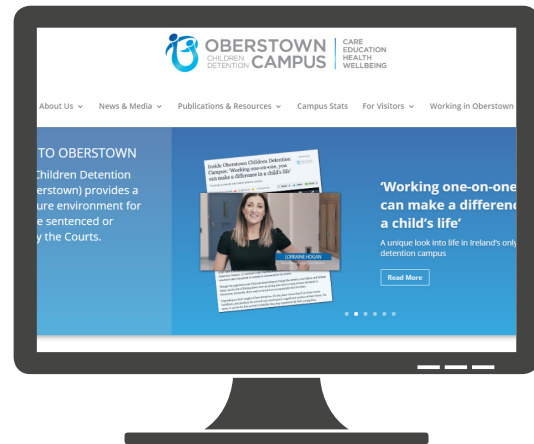 OBERSTOWN
CHILDREN
DETENTION CAMPUS
CARE
EDUCATION
HEALTH
WELLBEING
About Us
News & Media
Publications & Resources
Campus Stats
For Visitors
Working in Oberstown
TO OBERSTOWN
Children Detention
erstown) provides a
ure environment for
e sentenced or
y the Courts.
Inside Oberstown Children Detention
Campus: 'Working one-on-one, you
can make a difference in a child's life'
LORRAINE HOGAN
'Working one-on-one
can make a differenc
a child's life'
A unique look into life in Ireland's only
detention campus
Read More